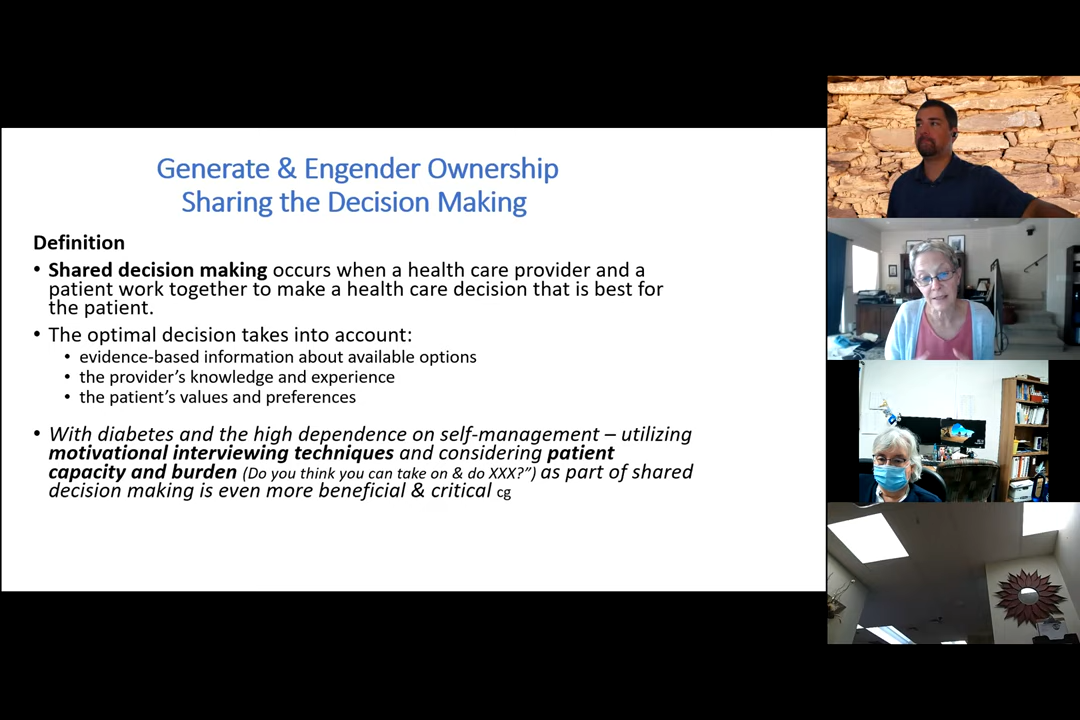 Generate & Engender Ownership
Sharing the Decision Making
Definition
• Shared decision making occurs when a health care provider and a
patient work together to make a health care decision that is best for
the patient.
• The optimal decision takes into account:
• evidence-based information about available options
• the provider’s knowledge and experience
• the patient’s values and preferences
• With diabetes and the high dependence on self-management – utilizing
motivational interviewing techniques and considering patient
capacity and burden (Do you think you can take on & do XXX?”) as part of shared
decision making is even more beneficial & critical cg